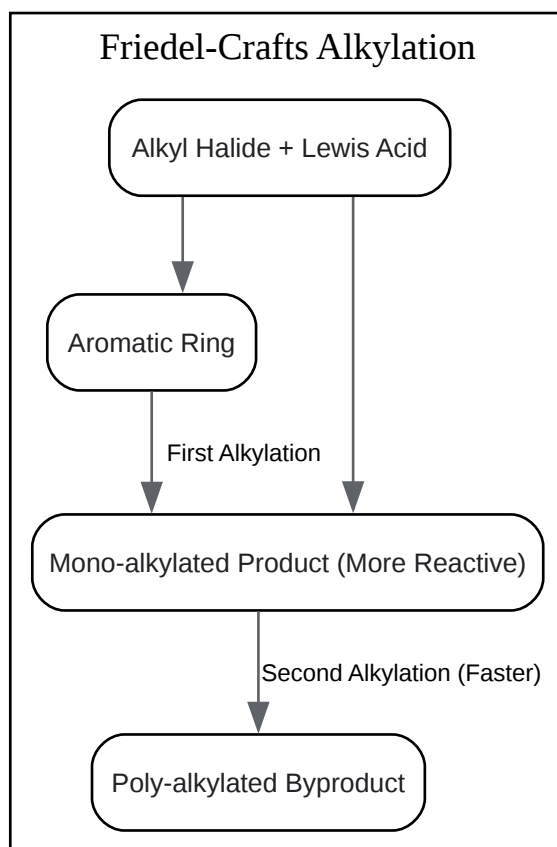 Friedel-Crafts Alkylation
Alkyl Halide + Lewis Acid
Aromatic Ring
First Alkylation
Mono-alkylated Product (More Reactive)
Second Alkylation (Faster)
Poly-alkylated Byproduct